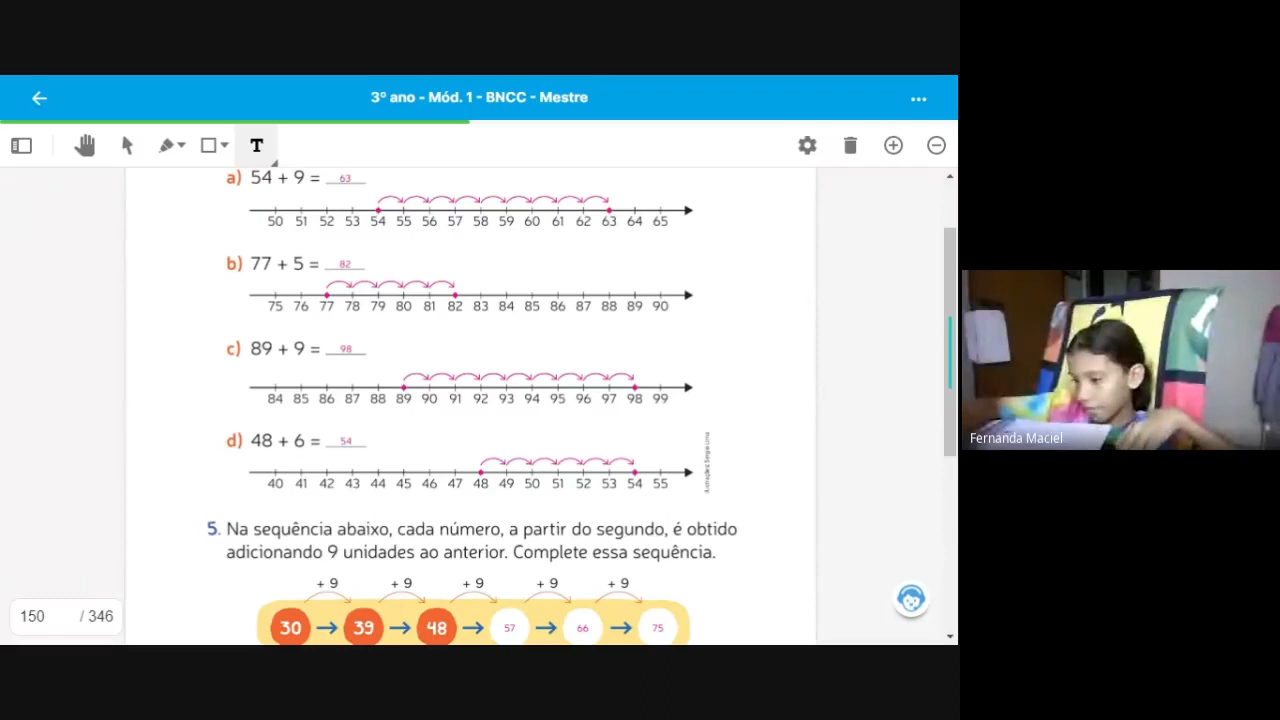 3º ano - Mód. 1 - BNCC - Mestre
T
a) 54 + 9 = 63
50 51 52 53 54 55 56 57 58 59 60 61 62 63 64 65
b) 77 + 5 = 82
75 76 77 78 79 80 81 82 83 84 85 86 87 88 89 90
c) 89 + 9 = 98
84 85 86 87 88 89 90 91 92 93 94 95 96 97 98 99
d) 48 + 6 = 54
40 41 42 43 44 45 46 47 48 49 50 51 52 53 54 55
5. Na sequência abaixo, cada número, a partir do segundo, é obtido
adicionando 9 unidades ao anterior. Complete essa sequência.
+ 9 + 9 + 9 + 9 + 9
30 39 48 57 66 75
150 / 346
Fernanda Maciel